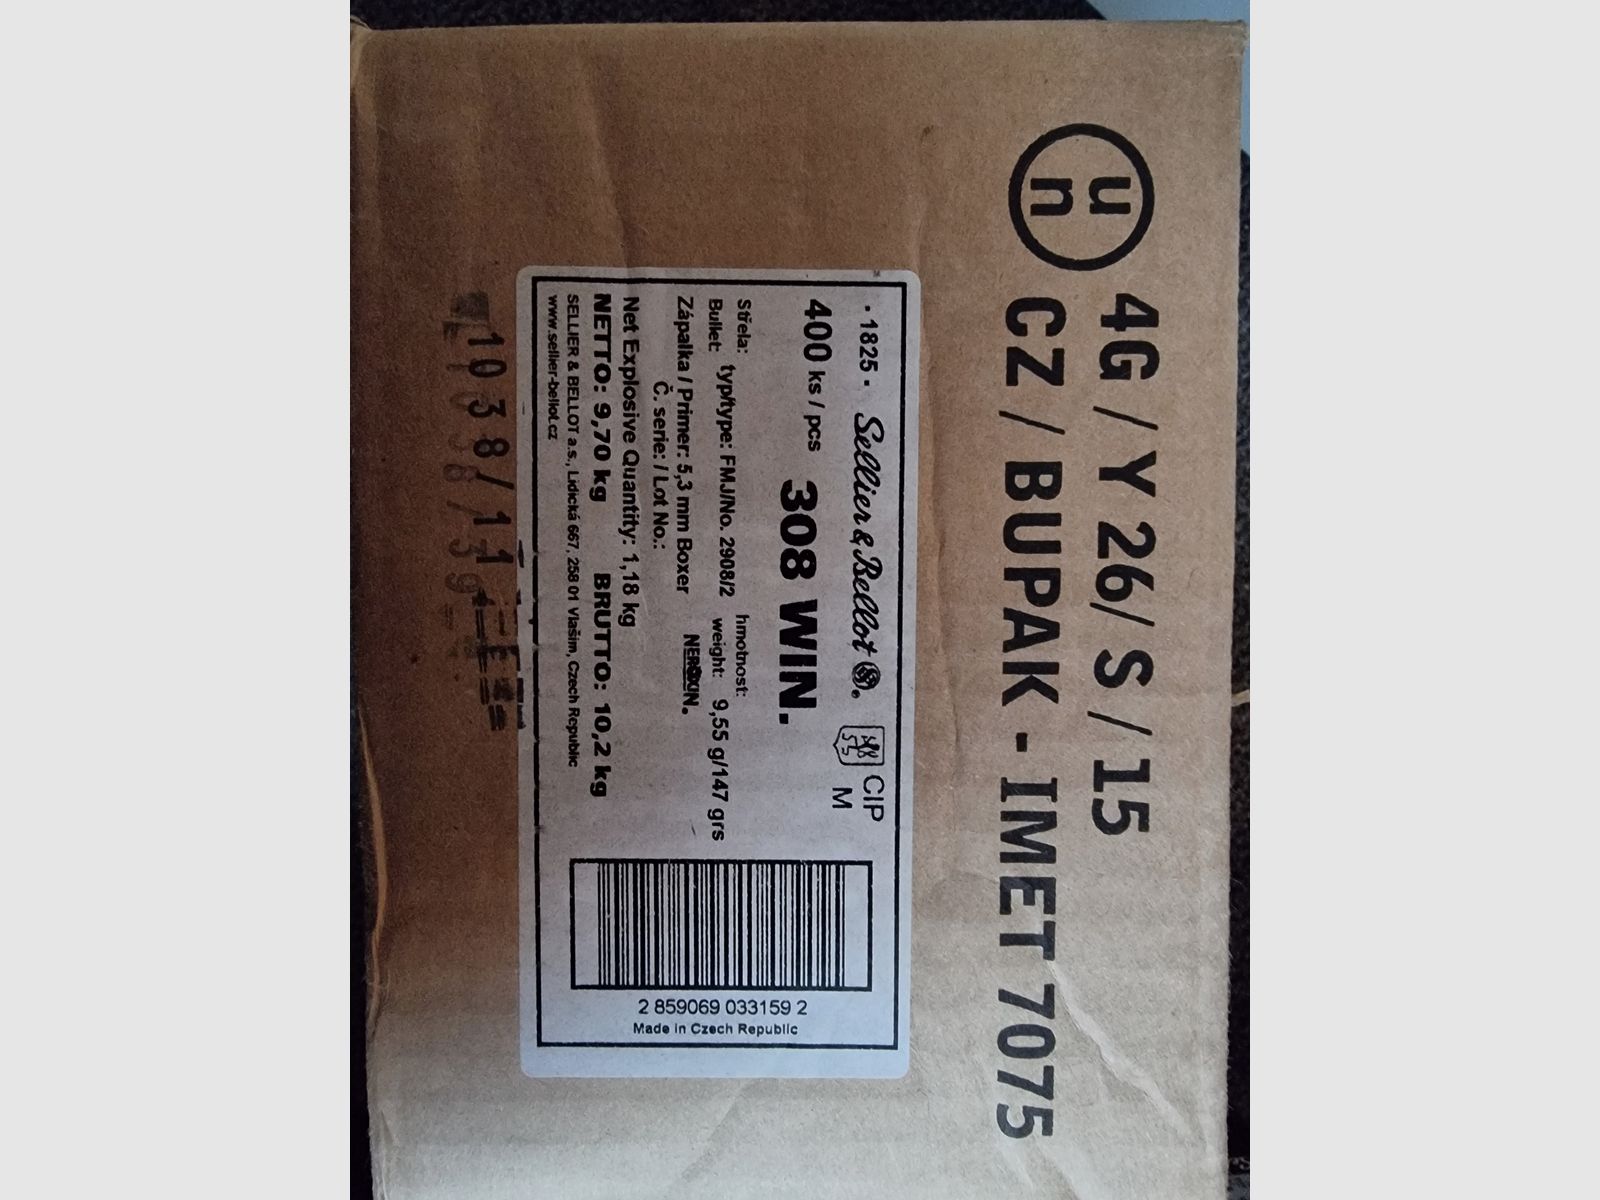 un
4G / Y 26/ S / 15
CZ / BUPAK - IMET 7075
· 1825 · Sellier & Bellot
CIP
M
400 ks / pcs 308 WIN.
Střela: hmotnost:
Bullet: typ/type: FMJ/No. 2908/2 weight: 9,55 g/147 grs
Zápalka / Primer: 5,3 mm Boxer NEROXIN.
Č. serie: / Lot No.:
Net Explosive Quantity: 1,18 kg
NETTO: 9,70 kg BRUTTO: 10,2 kg
SELLIER & BELLOT a.s., Lidická 667, 258 01 Vlašim, Czech Republic
www.sellier-bellot.cz
2 859069 033159 2
Made in Czech Republic